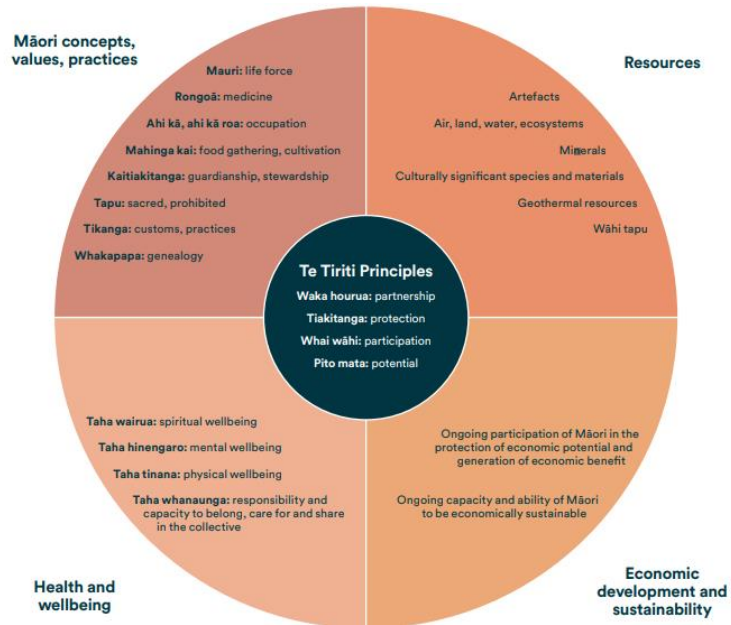 Māori concepts,
values, practices
Mauri: life force
Rongoā: medicine
Ahi kā, ahi kā roa: occupation
Mahinga kai: food gathering, cultivation
Kaitiakitanga: guardianship, stewardship
Tapu: sacred, prohibited
Tikanga: customs, practices
Whakapapa: genealogy
Resources
Artefacts
Air, land, water, ecosystems
Minerals
Culturally significant species and materials
Geothermal resources
Wāhi tapu
Te Tiriti Principles
Waka hourua: partnership
Tiakitanga: protection
Whai wāhi: participation
Pito mata: potential
Taha wairua: spiritual wellbeing
Taha hinengaro: mental wellbeing
Taha tinana: physical wellbeing
Taha whanaunga: responsibility and
capacity to belong, care for and share
in the collective
Health and
wellbeing
Ongoing participation of Māori in the
protection of economic potential and
generation of economic benefit
Ongoing capacity and ability of Māori
to be economically sustainable
Economic
development and
sustainability